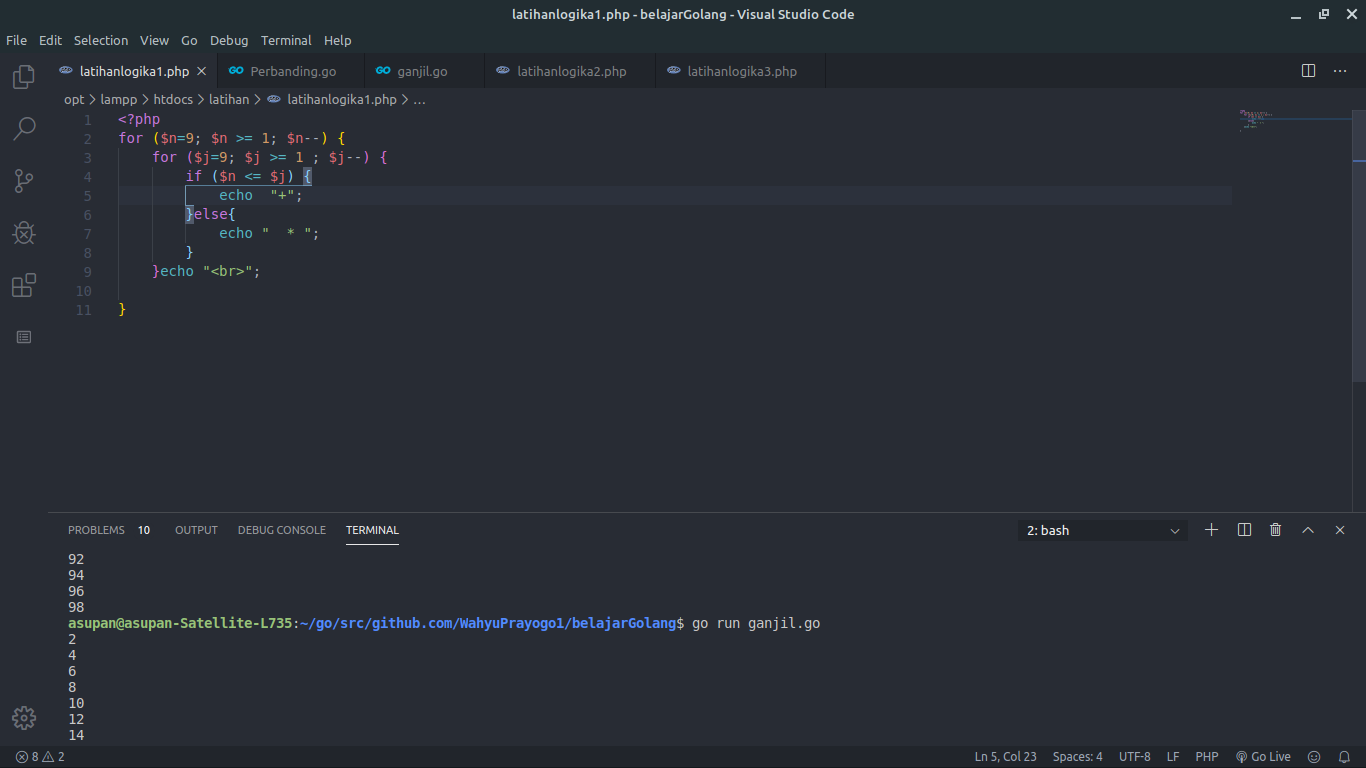 latihanlogika1.php - belajarGolang - Visual Studio Code
File Edit Selection View Go Debug Terminal Help
latihanlogika1.php Perbanding.go ganjil.go latihanlogika2.php latihanlogika3.php
opt > lampp > htdocs > latihan > latihanlogika1.php > ...
1 <?php
2 for ($n=9; $n >= 1; $n--) {
3     for ($j=9; $j >= 1 ; $j--) {
4         if ($n <= $j) {
5             echo  "+";
6         }else{
7             echo "  * ";
8         }
9     }echo "<br>";
10
11 }
PROBLEMS 10 OUTPUT DEBUG CONSOLE TERMINAL 2: bash
92
94
96
98
asupan@asupan-Satellite-L735:~/go/src/github.com/WahyuPrayogo1/belajarGolang$ go run ganjil.go
2
4
6
8
10
12
14
8 2 Ln 5, Col 23 Spaces: 4 UTF-8 LF PHP Go Live